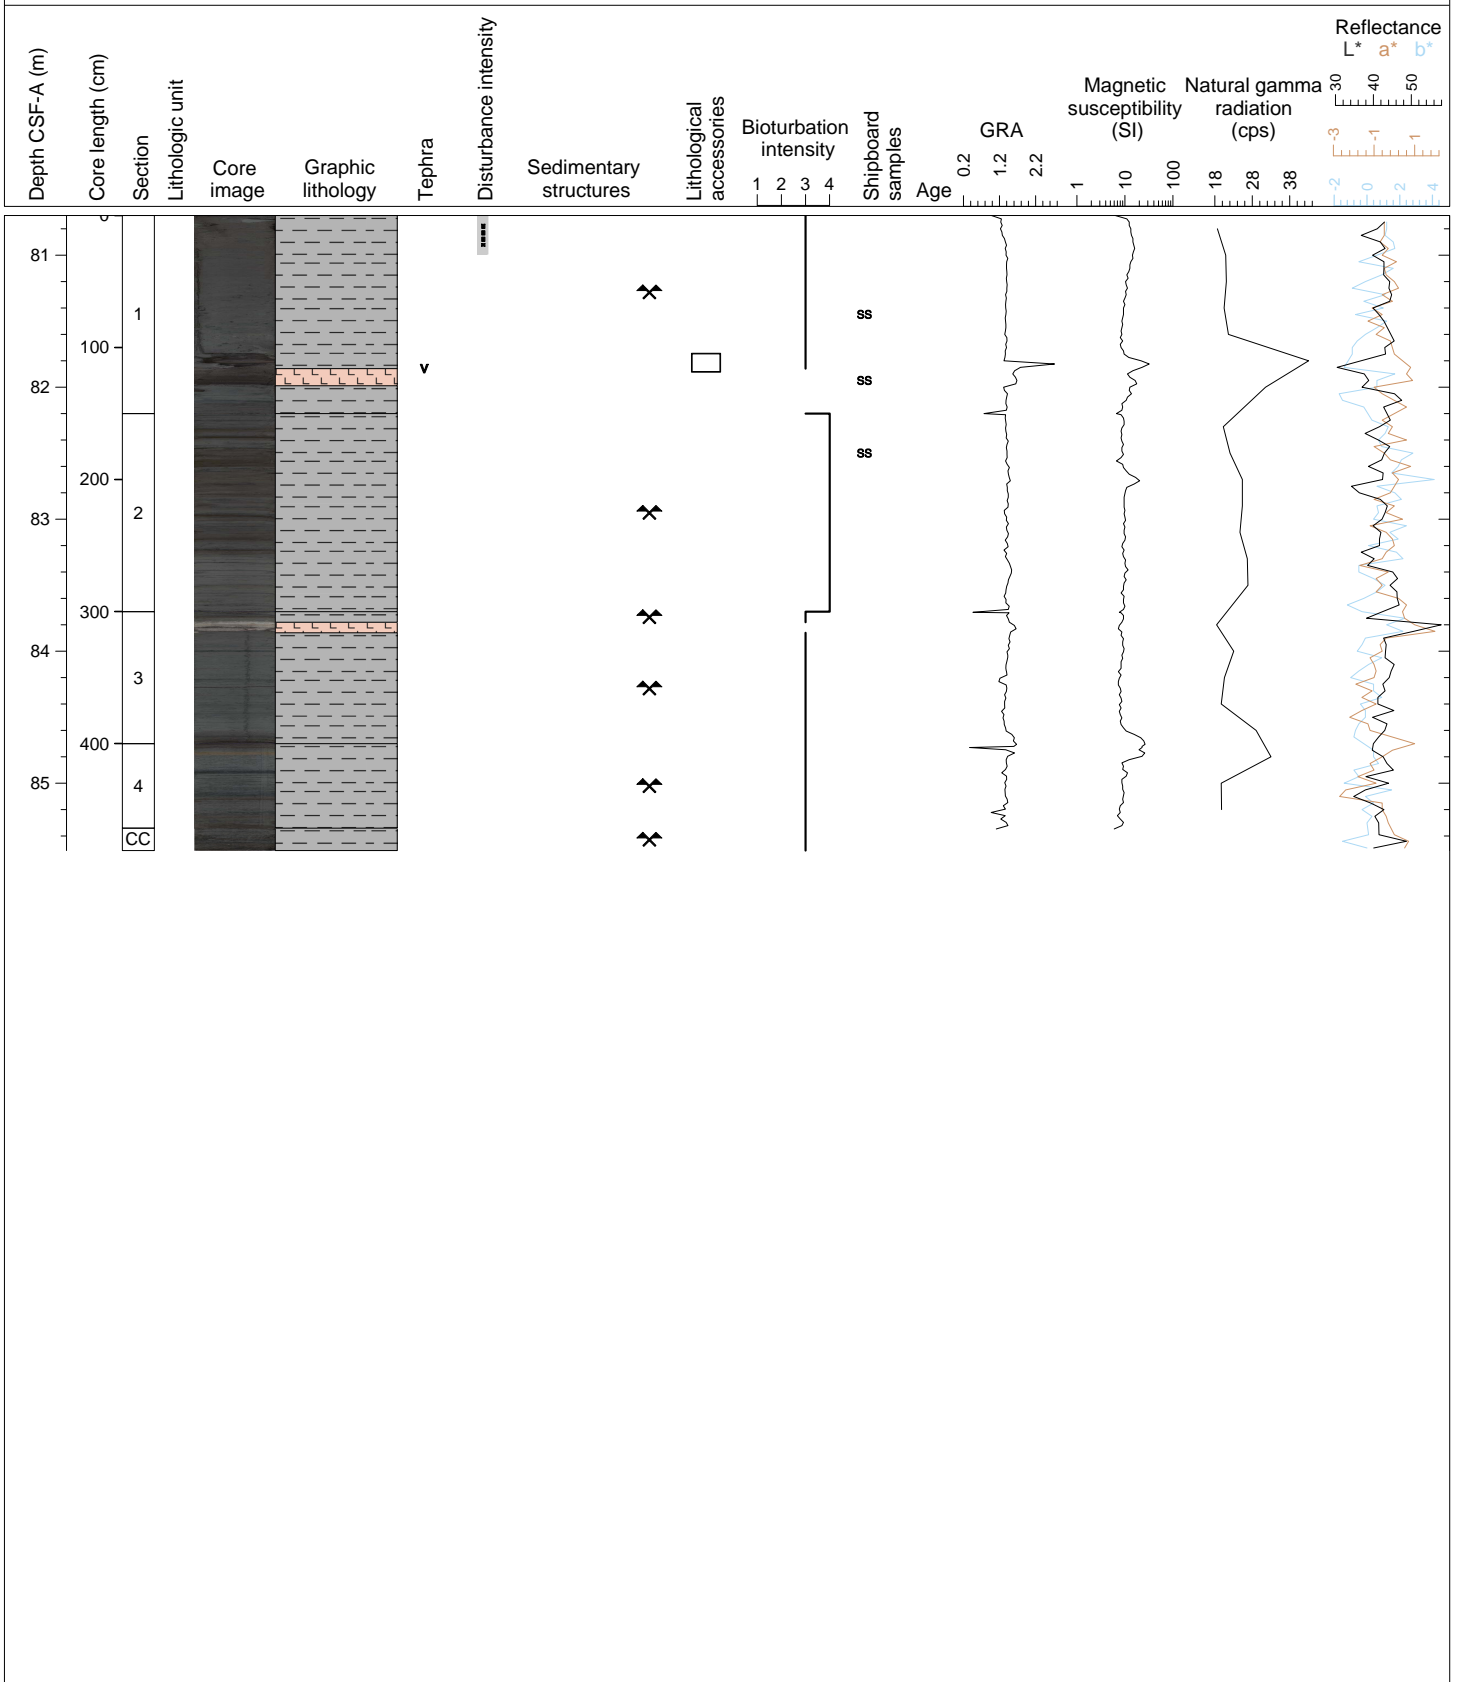 Depth CSF-A (m)
Core length (cm)
Section
Lithologic unit
Core
image
Graphic
lithology
Tephra
Disturbance intensity
Sedimentary
structures
Lithological
accessories
Bioturbation
intensity
1 2 3 4
Shipboard
samples
Age
GRA
0.2 1.2 2.2
Magnetic
susceptibility
(SI)
1 10 100
Natural gamma
radiation
(cps)
18 28 38
Reflectance
L* a* b*
30 40 50
-3 -1 1
-2 0 2 4
0
81
1
ss
100
v
82
ss
ss
200
2
83
300
84
3
400
85
4
CC